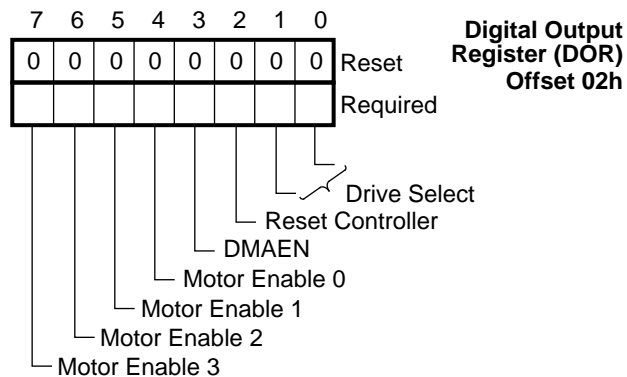 7 6 5 4 3 2 1 0
0 0 0 0 0 0 0 0 Reset
Required
Digital Output
Register (DOR)
Offset 02h
Drive Select
Reset Controller
DMAEN
Motor Enable 0
Motor Enable 1
Motor Enable 2
Motor Enable 3